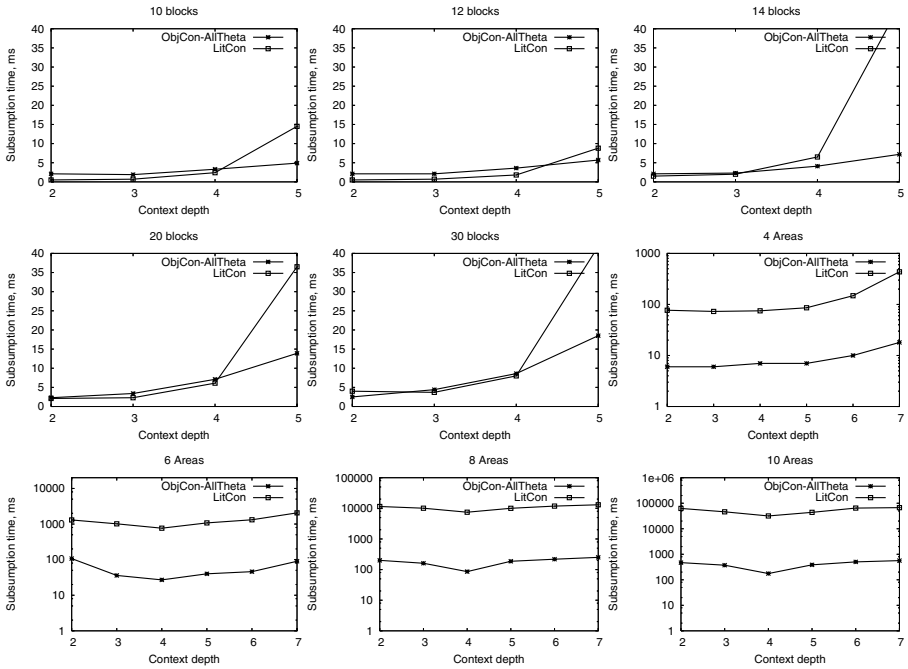 10 blocks
Subsumption time, ms
40
35
30
25
20
15
10
5
0
ObjCon-AllTheta
LitCon
2
3
4
5
Context depth
12 blocks
Subsumption time, ms
40
35
30
25
20
15
10
5
0
ObjCon-AllTheta
LitCon
2
3
4
5
Context depth
14 blocks
Subsumption time, ms
40
35
30
25
20
15
10
5
0
ObjCon-AllTheta
LitCon
2
3
4
5
Context depth
20 blocks
Subsumption time, ms
40
35
30
25
20
15
10
5
0
ObjCon-AllTheta
LitCon
2
3
4
5
Context depth
30 blocks
Subsumption time, ms
40
35
30
25
20
15
10
5
0
ObjCon-AllTheta
LitCon
2
3
4
5
Context depth
4 Areas
Subsumption time, ms
1000
100
10
1
ObjCon-AllTheta
LitCon
2
3
4
5
6
7
Context depth
6 Areas
Subsumption time, ms
10000
1000
100
10
1
ObjCon-AllTheta
LitCon
2
3
4
5
6
7
Context depth
8 Areas
Subsumption time, ms
100000
10000
1000
100
10
1
ObjCon-AllTheta
LitCon
2
3
4
5
6
7
Context depth
10 Areas
Subsumption time, ms
1e+06
100000
10000
1000
100
10
1
ObjCon-AllTheta
LitCon
2
3
4
5
6
7
Context depth